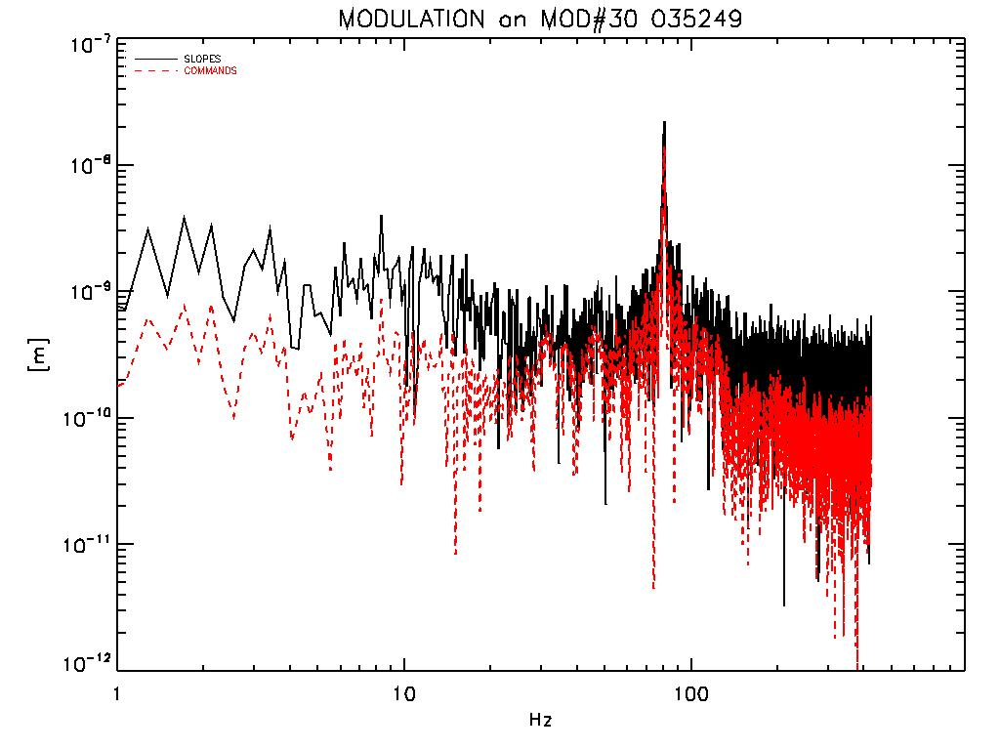 MODULATION on MOD#30 035249
10⁻⁷
SLOPES
COMMANDS
10⁻⁸
10⁻⁹
[m]
10⁻¹⁰
10⁻¹¹
10⁻¹²
1 10 100
Hz